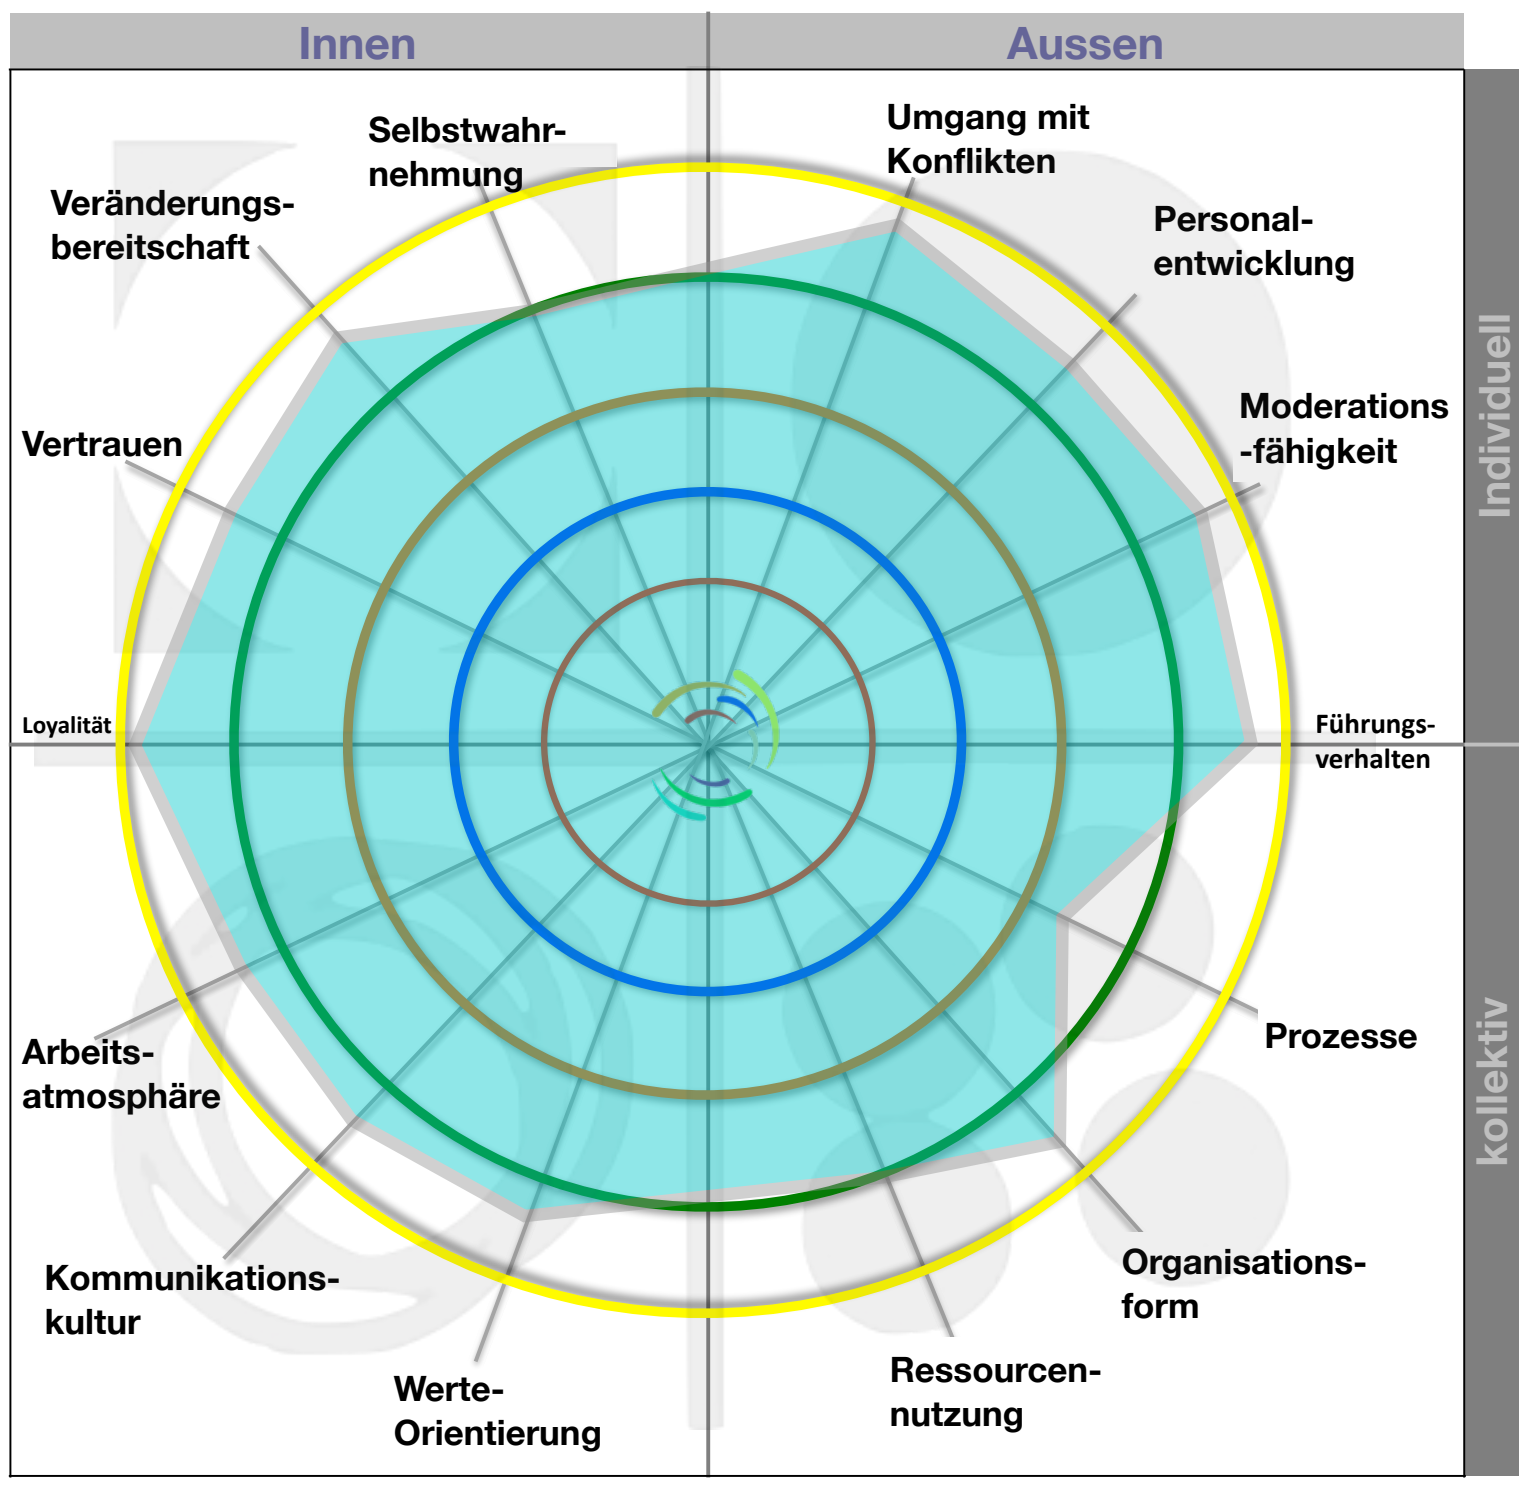 Innen
Aussen
Selbstwahr-
nehmung
Umgang mit
Konflikten
Veränderungs-
bereitschaft
Personal-
entwicklung
Vertrauen
Moderations
-fähigkeit
Individuell
Loyalität
Führungs-
verhalten
Arbeits-
atmosphäre
Prozesse
kollektiv
Kommunikations-
kultur
Organisations-
form
Werte-
Orientierung
Ressourcen-
nutzung